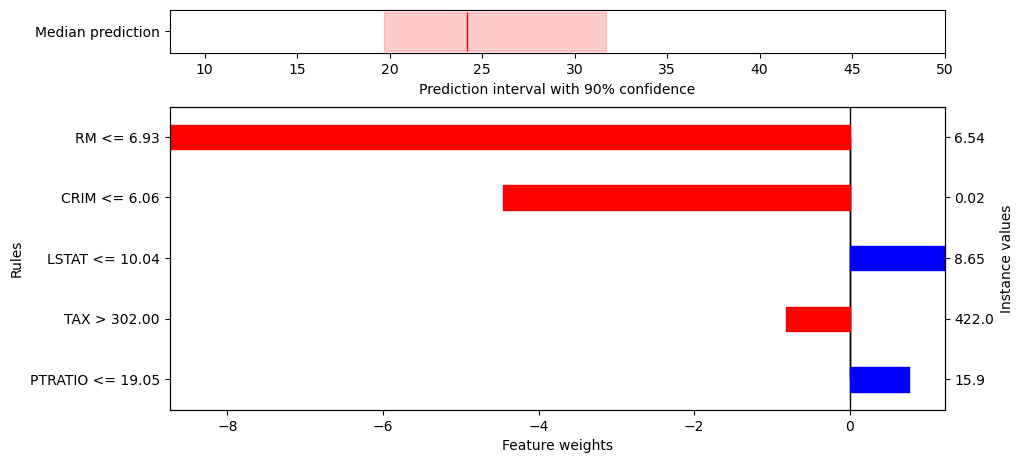 Median prediction
10 15 20 25 30 35 40 45 50
Prediction interval with 90% confidence
Rules
RM <= 6.93 6.54
CRIM <= 6.06 0.02
LSTAT <= 10.04 8.65
TAX > 302.00 422.0
PTRATIO <= 19.05 15.9
Instance values
−8 −6 −4 −2 0
Feature weights